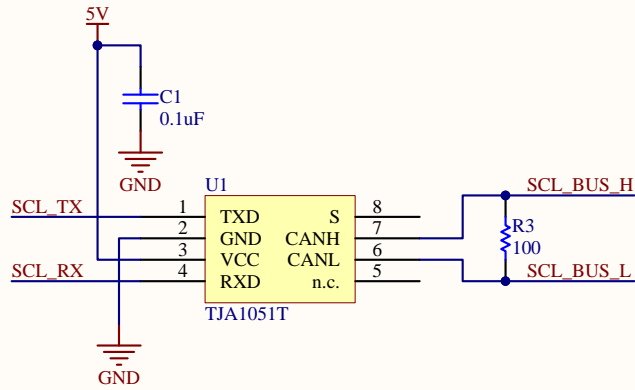 5V
C1
0.1uF
GND
U1
SCL_TX 1 TXD S 8 SCL_BUS_H
2 GND CANH 7 R3
3 VCC CANL 6 100
SCL_RX 4 RXD n.c. 5 SCL_BUS_L
TJA1051T
GND